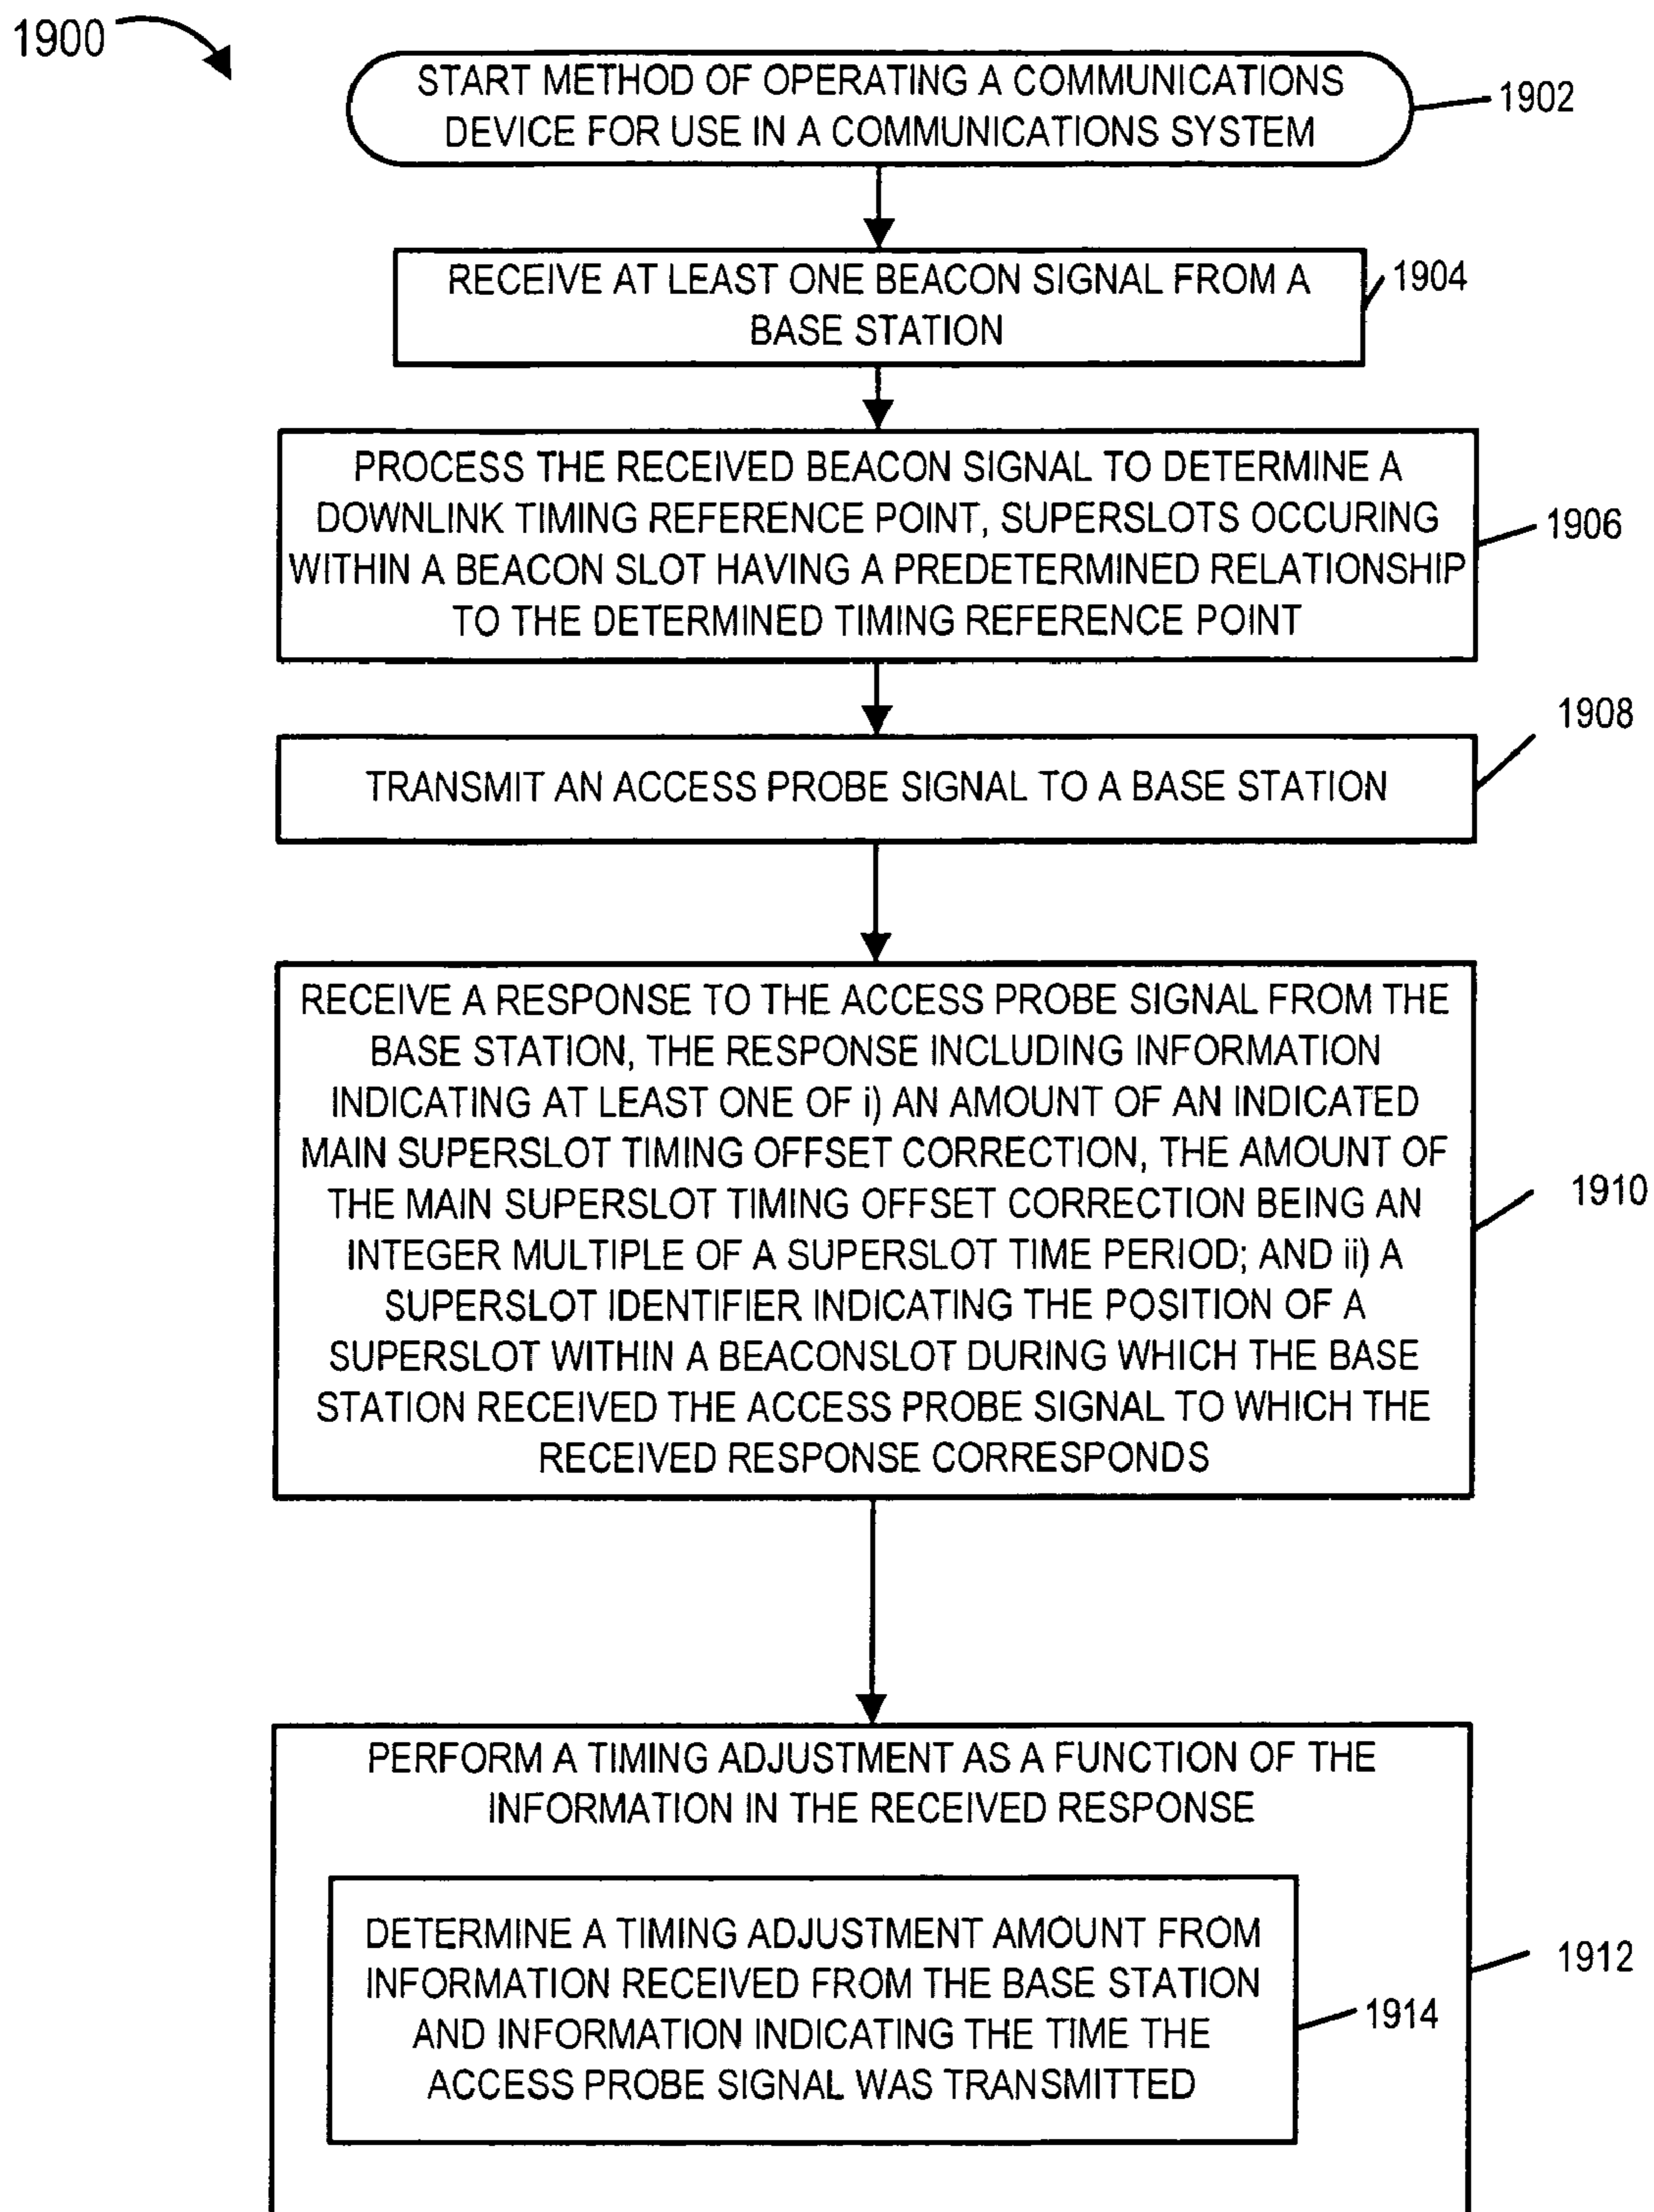 1900
START METHOD OF OPERATING A COMMUNICATIONS
DEVICE FOR USE IN A COMMUNICATIONS SYSTEM
1902
RECEIVE AT LEAST ONE BEACON SIGNAL FROM A
BASE STATION
1904
PROCESS THE RECEIVED BEACON SIGNAL TO DETERMINE A
DOWNLINK TIMING REFERENCE POINT, SUPERSLOTS OCCURING
WITHIN A BEACON SLOT HAVING A PREDETERMINED RELATIONSHIP
TO THE DETERMINED TIMING REFERENCE POINT
1906
1908
TRANSMIT AN ACCESS PROBE SIGNAL TO A BASE STATION
RECEIVE A RESPONSE TO THE ACCESS PROBE SIGNAL FROM THE
BASE STATION, THE RESPONSE INCLUDING INFORMATION
INDICATING AT LEAST ONE OF i) AN AMOUNT OF AN INDICATED
MAIN SUPERSLOT TIMING OFFSET CORRECTION, THE AMOUNT OF
THE MAIN SUPERSLOT TIMING OFFSET CORRECTION BEING AN
INTEGER MULTIPLE OF A SUPERSLOT TIME PERIOD; AND ii) A
SUPERSLOT IDENTIFIER INDICATING THE POSITION OF A
SUPERSLOT WITHIN A BEACONSLOT DURING WHICH THE BASE
STATION RECEIVED THE ACCESS PROBE SIGNAL TO WHICH THE
RECEIVED RESPONSE CORRESPONDS
1910
PERFORM A TIMING ADJUSTMENT AS A FUNCTION OF THE
INFORMATION IN THE RECEIVED RESPONSE
DETERMINE A TIMING ADJUSTMENT AMOUNT FROM
INFORMATION RECEIVED FROM THE BASE STATION
AND INFORMATION INDICATING THE TIME THE
ACCESS PROBE SIGNAL WAS TRANSMITTED
1912
1914